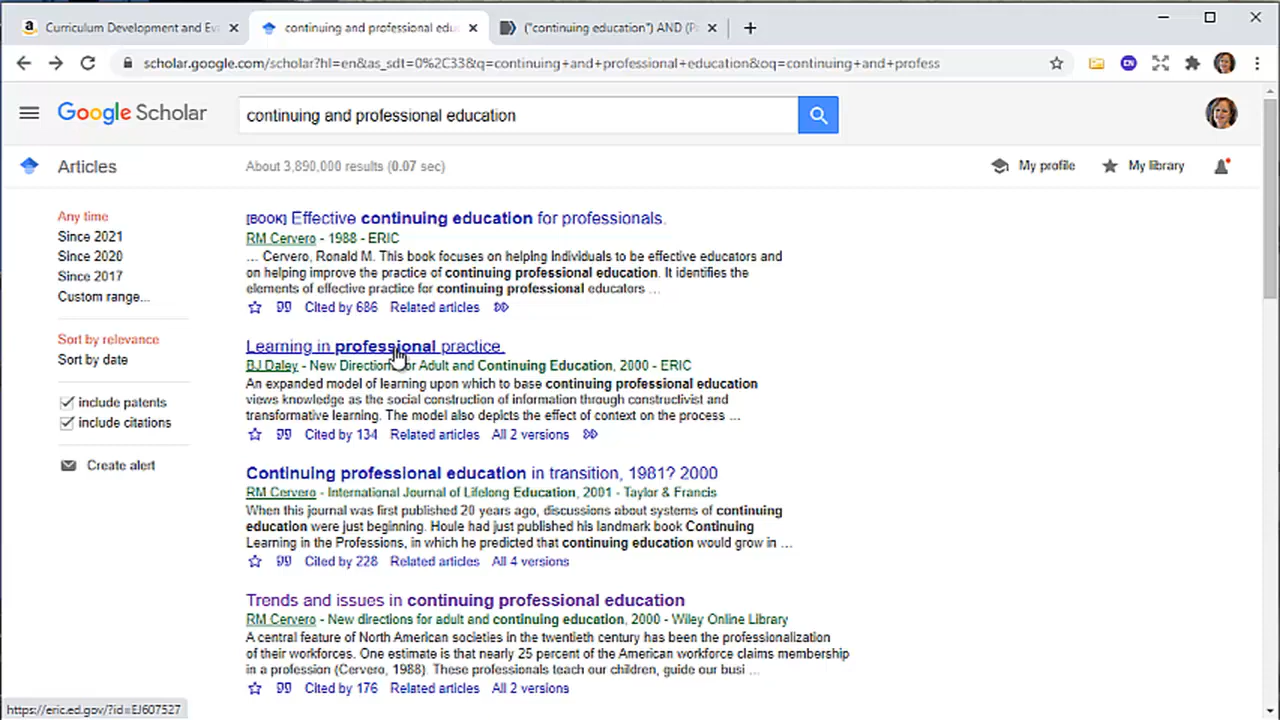 Curriculum Development and Ev
continuing and professional edu
("continuing education") AND (P
scholar.google.com/scholar?hl=en&as_sdt=0%2C33&q=continuing+and+professional+education&oq=continuing+and+profess
Google Scholar
continuing and professional education
Articles
About 3,890,000 results (0.07 sec)
My profile
My library
Any time
Since 2021
Since 2020
Since 2017
Custom range...
Sort by relevance
Sort by date
include patents
include citations
Create alert
[BOOK] Effective continuing education for professionals.
RM Cervero - 1988 - ERIC
... Cervero, Ronald M. This book focuses on helping individuals to be effective educators and
on helping improve the practice of continuing professional education. It identifies the
elements of effective practice for continuing professional educators ...
Cited by 686 Related articles
Learning in professional practice.
BJ Daley - New Directions for Adult and Continuing Education, 2000 - ERIC
An expanded model of learning upon which to base continuing professional education
views knowledge as the social construction of information through constructivist and
transformative learning. The model also depicts the effect of context on the process ...
Cited by 134 Related articles All 2 versions
Continuing professional education in transition, 1981? 2000
RM Cervero - International Journal of Lifelong Education, 2001 - Taylor & Francis
When this journal was first published 20 years ago, discussions about systems of continuing
education were just beginning. Houle had just published his landmark book Continuing
Learning in the Professions, in which he predicted that continuing education would grow in ...
Cited by 228 Related articles All 4 versions
Trends and issues in continuing professional education
RM Cervero - New directions for adult and continuing education, 2000 - Wiley Online Library
A central feature of North American societies in the twentieth century has been the professionalization
of their workforces. One estimate is that nearly 25 percent of the American workforce claims membership
in a profession (Cervero, 1988). These professionals teach our children, guide our busi ...
Cited by 176 Related articles All 2 versions
https://eric.ed.gov/?id=EJ607527